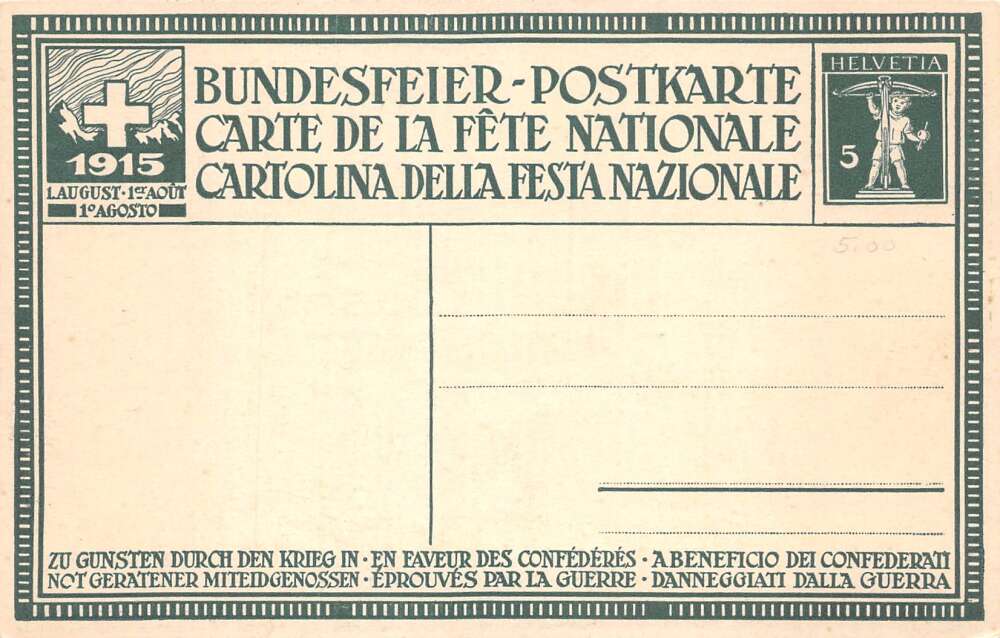 1915
1. AUGUST · 1ER AOÛT
1º AGOSTO
BUNDESFEIER-POSTKARTE
CARTE DE LA FÊTE NATIONALE
CARTOLINA DELLA FESTA NAZIONALE
HELVETIA
5
5.00
ZU GUNSTEN DURCH DEN KRIEG IN · EN FAVEUR DES CONFÉDÉRÉS · A BENEFICIO DEI CONFEDERATI
NOT GERATENER MITEIDGENOSSEN · ÉPROUVÉS PAR LA GUERRE · DANNEGGIATI DALLA GUERRA